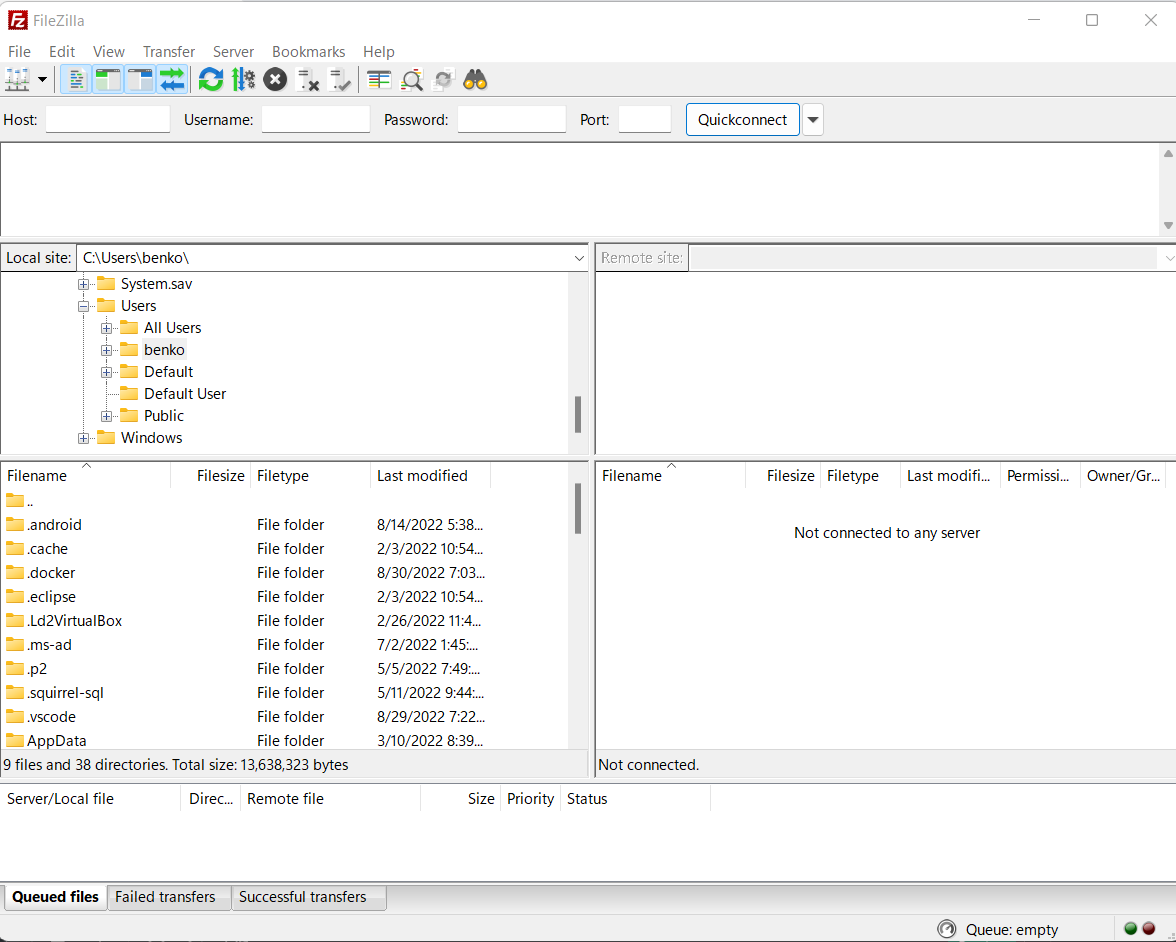 FileZilla
File Edit View Transfer Server Bookmarks Help
Host: Username: Password: Port: Quickconnect
Local site: C:\Users\benko\
Remote site:
System.sav
Users
All Users
benko
Default
Default User
Public
Windows
Filename Filesize Filetype Last modified
..
.android File folder 8/14/2022 5:38...
.cache File folder 2/3/2022 10:54...
.docker File folder 8/30/2022 7:03...
.eclipse File folder 2/3/2022 10:54...
.Ld2VirtualBox File folder 2/26/2022 11:4...
.ms-ad File folder 7/2/2022 1:45:...
.p2 File folder 5/5/2022 7:49:...
.squirrel-sql File folder 5/11/2022 9:44:...
.vscode File folder 8/29/2022 7:22...
AppData File folder 3/10/2022 8:39...
9 files and 38 directories. Total size: 13,638,323 bytes
Filename Filesize Filetype Last modifi... Permissi... Owner/Gr...
Not connected to any server
Not connected.
Server/Local file Direc... Remote file Size Priority Status
Queued files Failed transfers Successful transfers
Queue: empty